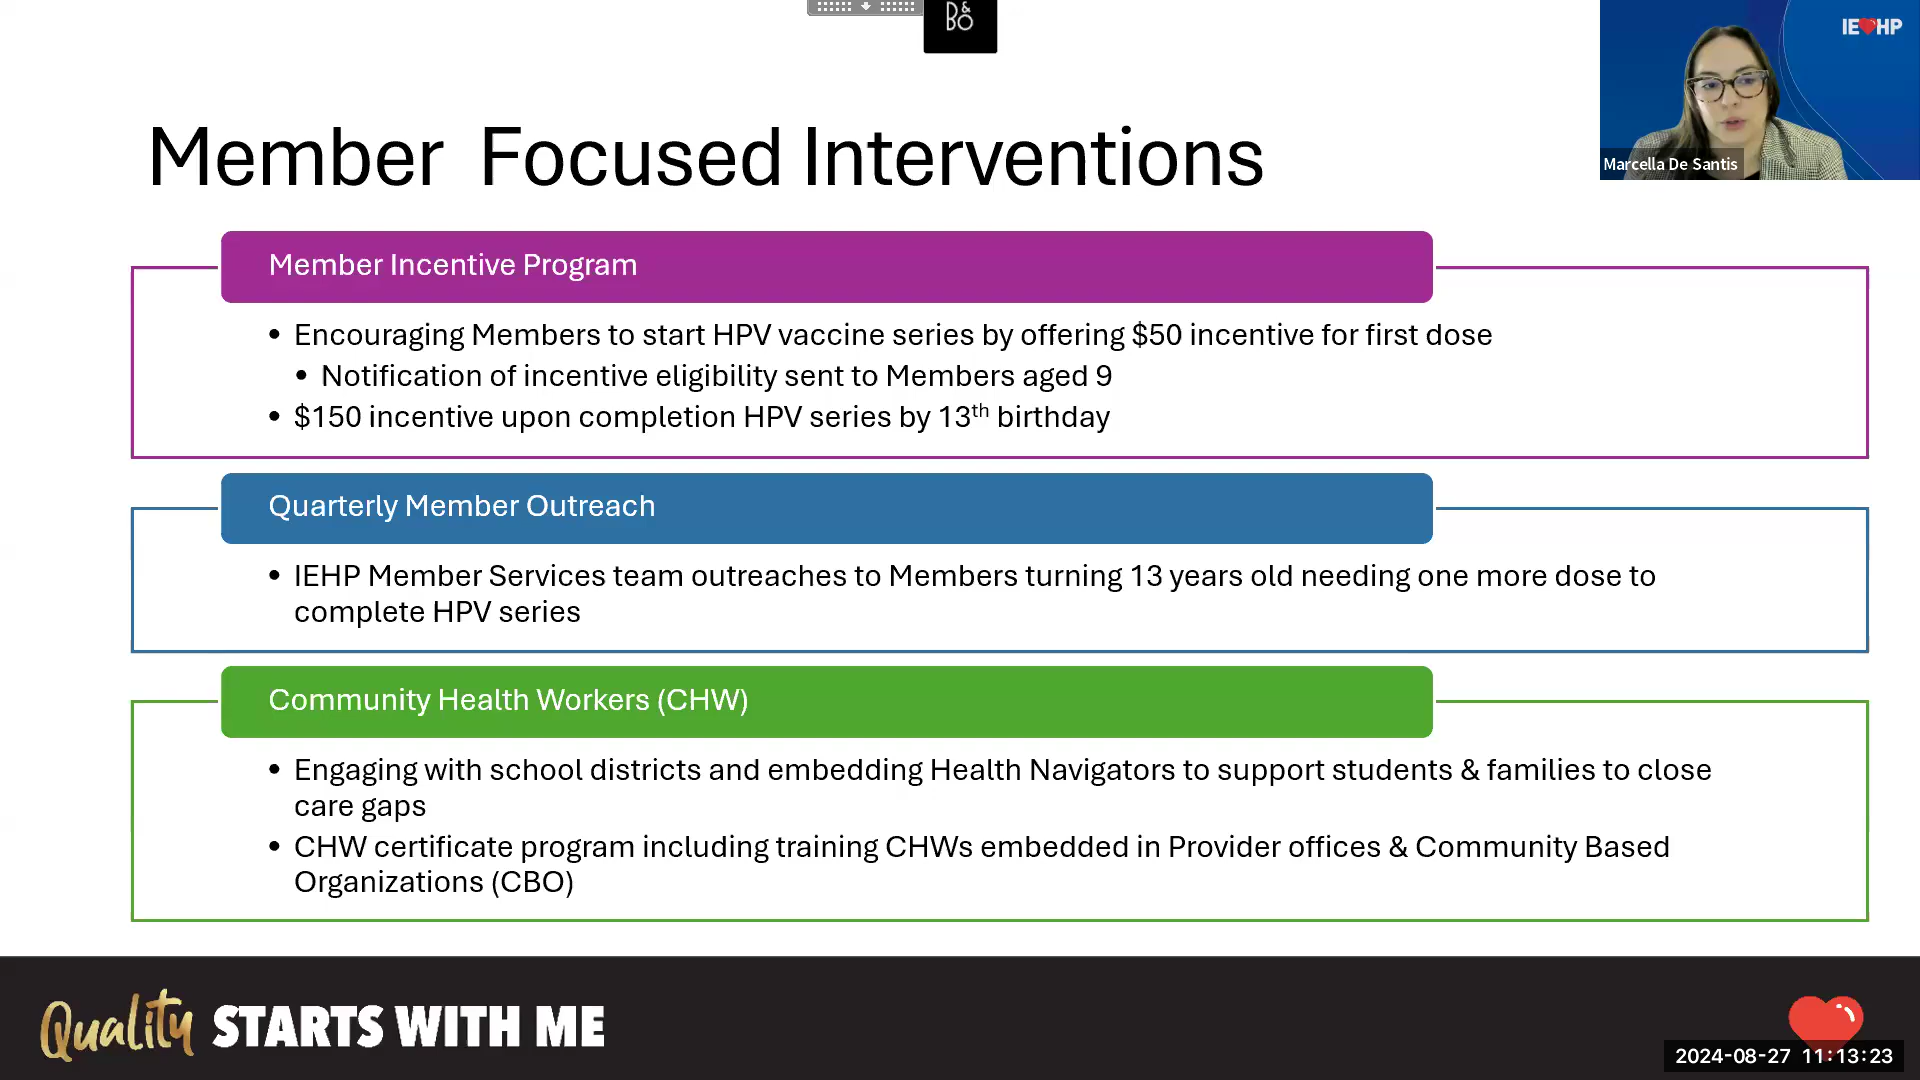 B&
BO
IEHP
Marcella De Santis
Member  Focused Interventions
Member Incentive Program
• Encouraging Members to start HPV vaccine series by offering $50 incentive for first dose
• Notification of incentive eligibility sent to Members aged 9
• $150 incentive upon completion HPV series by 13th birthday
Quarterly Member Outreach
• IEHP Member Services team outreaches to Members turning 13 years old needing one more dose to
complete HPV series
Community Health Workers (CHW)
• Engaging with school districts and embedding Health Navigators to support students & families to close
care gaps
• CHW certificate program including training CHWs embedded in Provider offices & Community Based
Organizations (CBO)
Quality STARTS WITH ME
2024-08-27 11:13:23